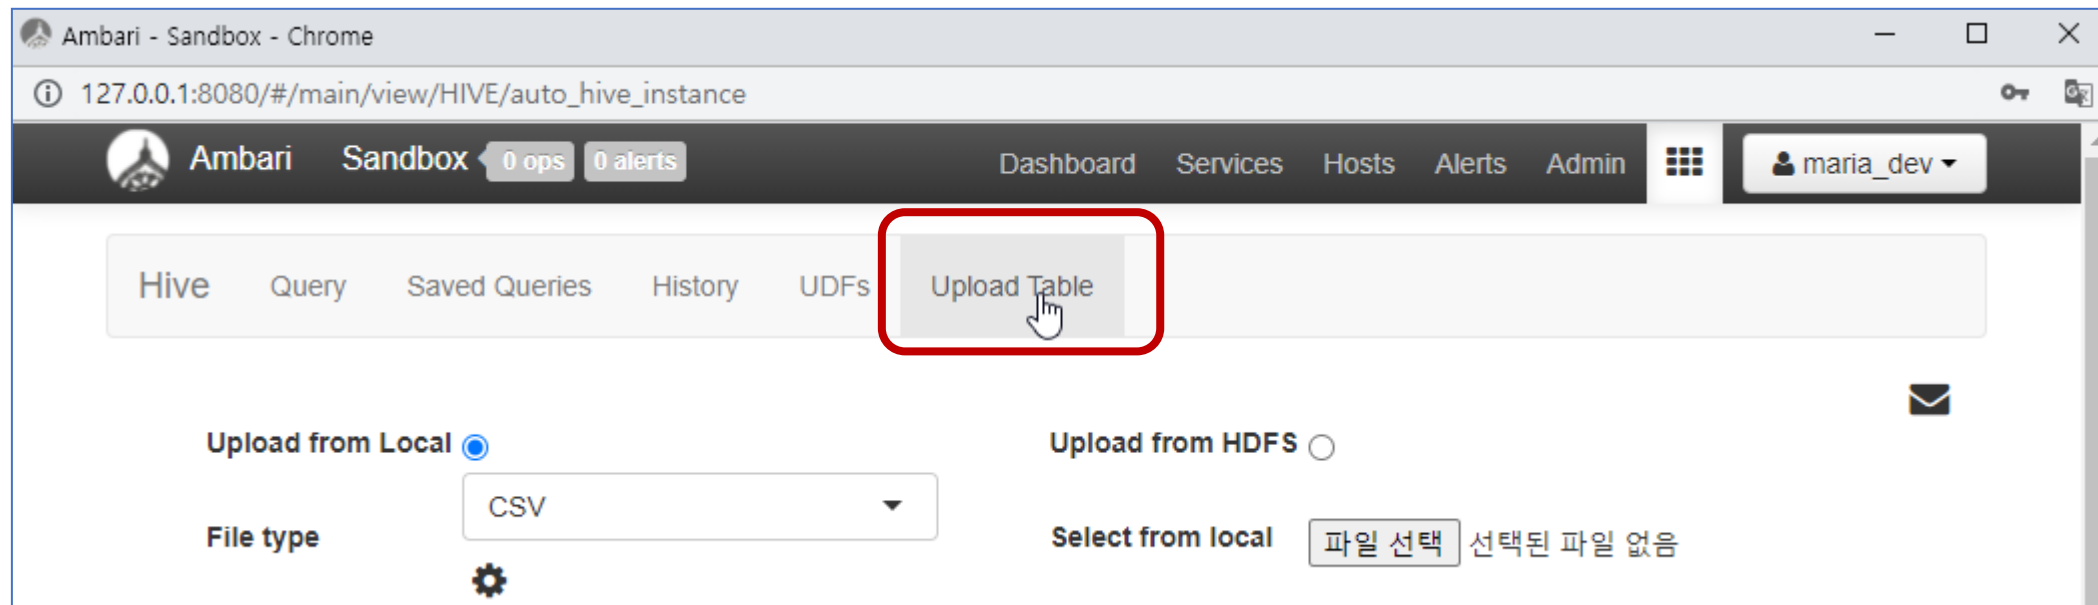 Ambari - Sandbox - Chrome
127.0.0.1:8080/#/main/view/HIVE/auto_hive_instance
Ambari Sandbox 0 ops 0 alerts Dashboard Services Hosts Alerts Admin maria_dev
Hive Query Saved Queries History UDFs Upload Table
Upload from Local Upload from HDFS
CSV
File type Select from local 파일 선택 선택된 파일 없음